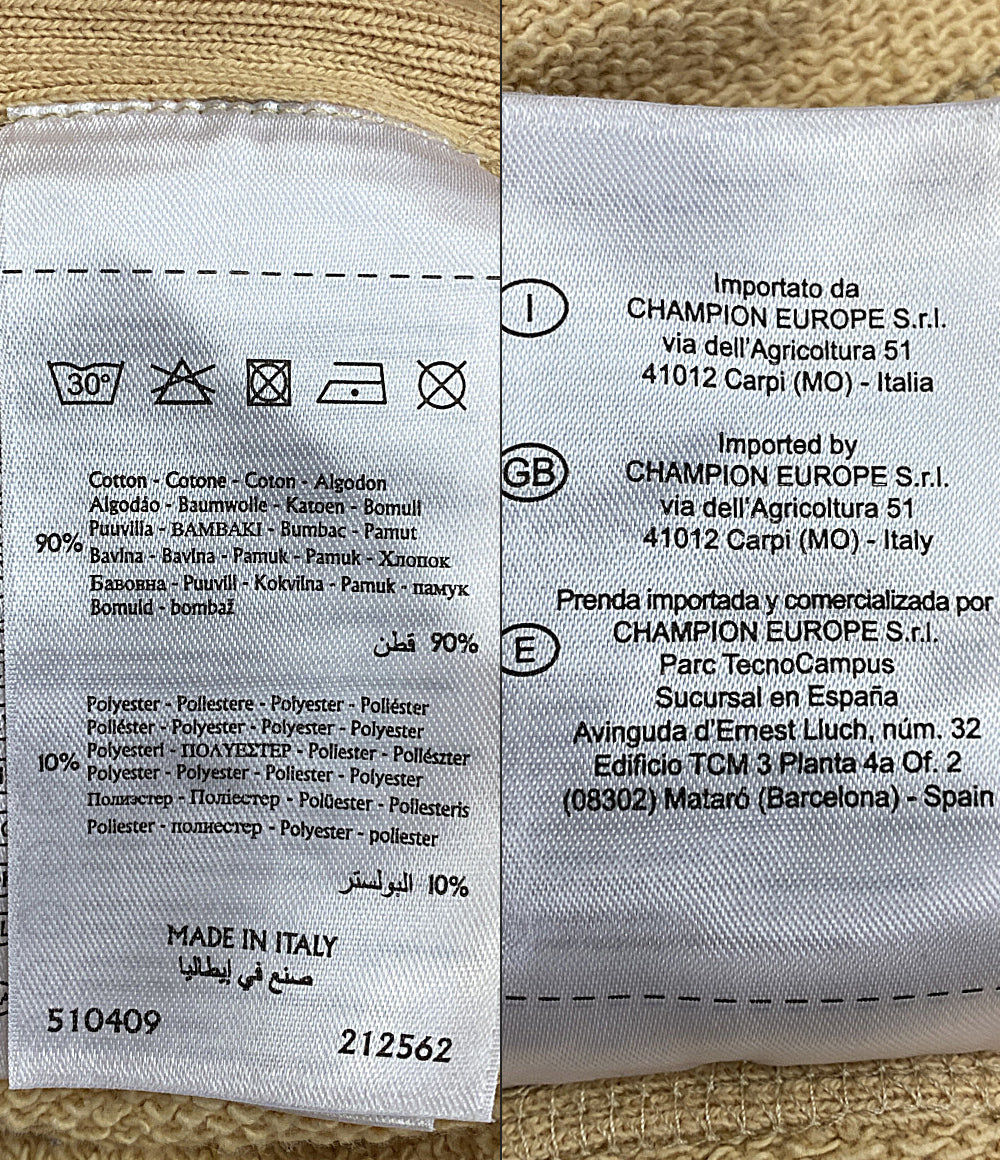 30°
Cotton - Cotone - Coton - Algodon
Algodão - Baumwolle - Katoen - Bomull
Puuvilla - BAMBAKI - Bumbac - Pamut
90%
Bavlna - Bavlna - Pamuk - Pamuk - Хлопок
Бавовна - Puuvill - Kokvilna - Pamuk - памук
Bomuld - bombaž
90% قطن
Polyester - Poliestere - Polyester - Poliéster
Poliéster - Polyester - Polyester - Polyester
Polyesteri - ΠΟΛΥΕΣΤΕΡ - Poliester - Poliészter
10%
Polyester - Polyester - Poliester - Polyester
Полиэстер - Поліестер - Polüester - Poliesteris
Poliester - полиестер - Polyester - poliester
10% البولستر
MADE IN ITALY
صنع في إيطاليا
510409
212562
I
Importato da
CHAMPION EUROPE S.r.l.
via dell'Agricoltura 51
41012 Carpi (MO) - Italia
GB
Imported by
CHAMPION EUROPE S.r.l.
via dell'Agricoltura 51
41012 Carpi (MO) - Italy
E
Prenda importada y comercializada por
CHAMPION EUROPE S.r.l.
Parc TecnoCampus
Sucursal en España
Avinguda d'Ernest Lluch, núm. 32
Edificio TCM 3 Planta 4a Of. 2
(08302) Mataró (Barcelona) - Spain